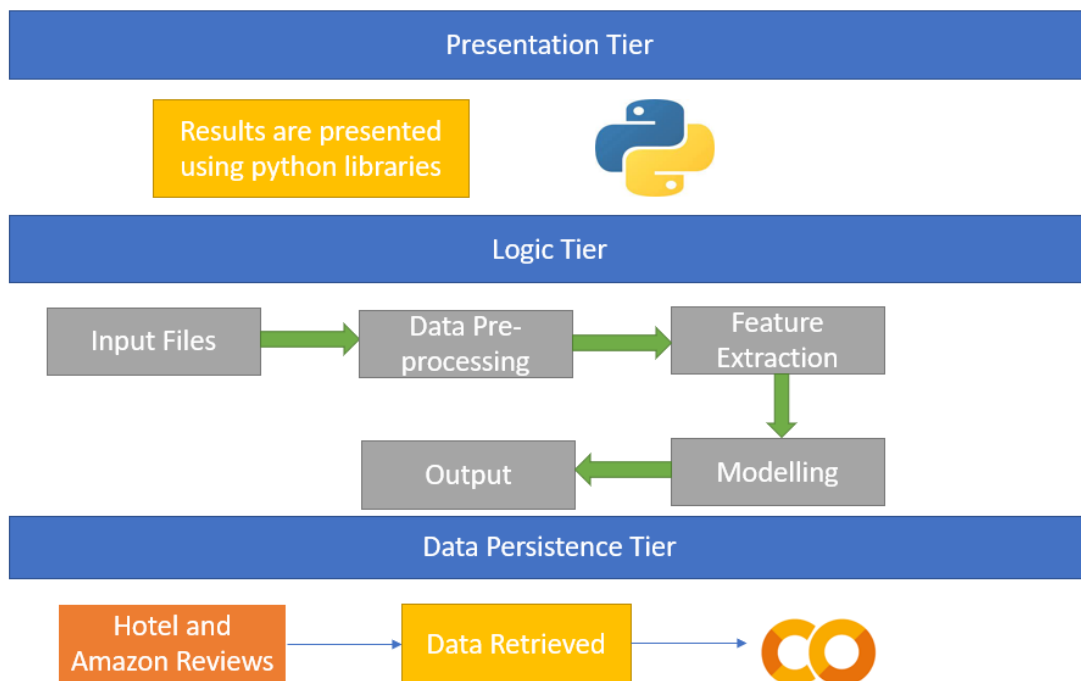 Presentation Tier
Results are presented
using python libraries
Logic Tier
Input Files
Data Pre-
processing
Feature
Extraction
Modelling
Output
Data Persistence Tier
Hotel and
Amazon Reviews
Data Retrieved